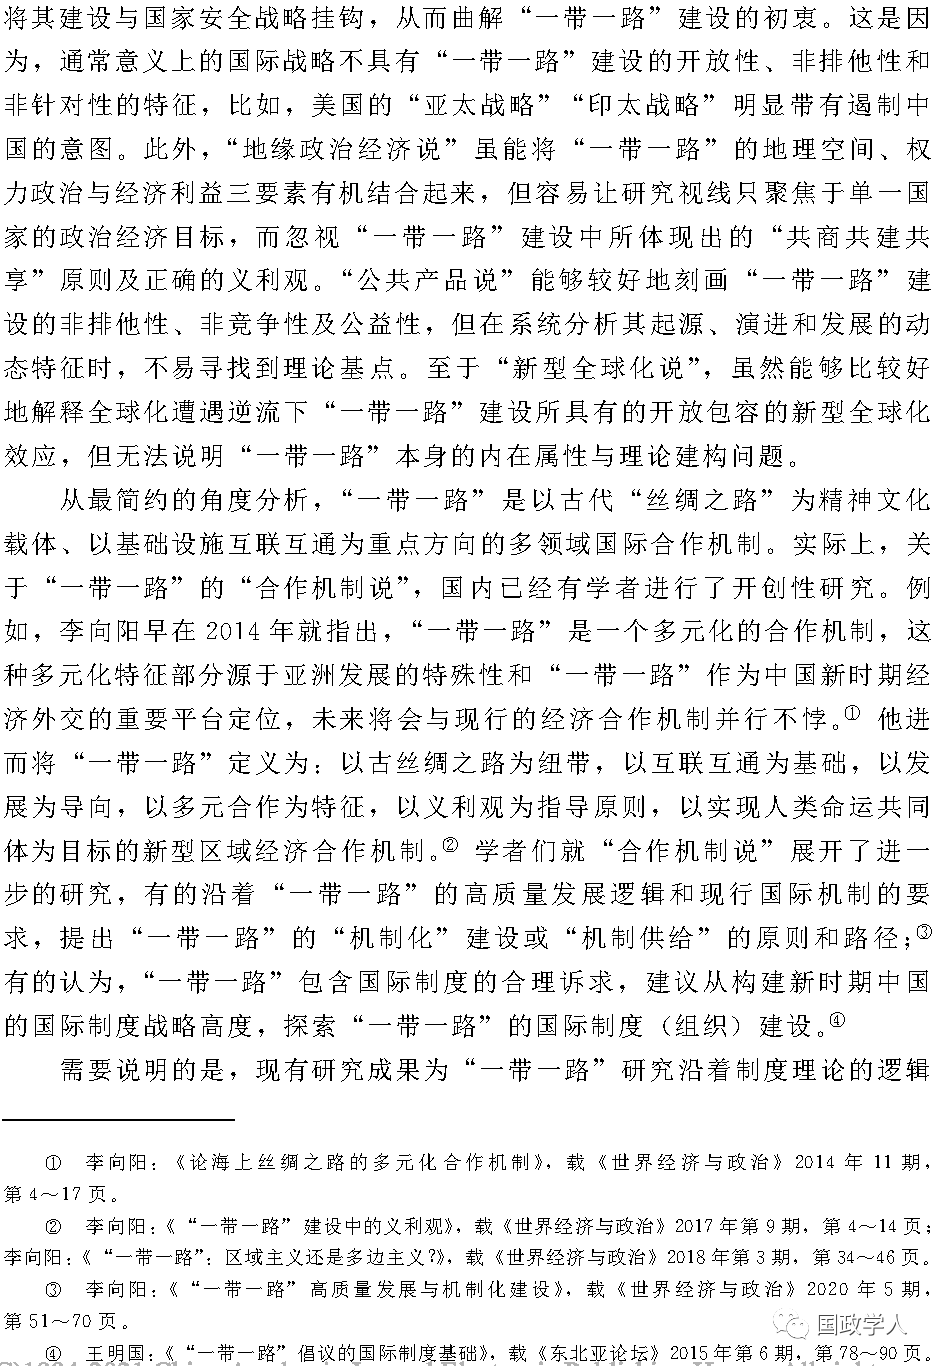 将其建设与国家安全战略挂钩，从而曲解“一带一路”建设的初衷。这是因
为，通常意义上的国际战略不具有“一带一路”建设的开放性、非排他性和
非针对性的特征，比如，美国的“亚太战略”“印太战略”明显带有遏制中
国的意图。此外，“地缘政治经济说”虽能将“一带一路”的地理空间、权
力政治与经济利益三要素有机结合起来，但容易让研究视线只聚焦于单一国
家的政治经济目标，而忽视“一带一路”建设中所体现出的“共商共建共
享”原则及正确的义利观。“公共产品说”能够较好地刻画“一带一路”建
设的非排他性、非竞争性及公益性，但在系统分析其起源、演进和发展的动
态特征时，不易寻找到理论基点。至于“新型全球化说”，虽然能够比较好
地解释全球化遭遇逆流下“一带一路”建设所具有的开放包容的新型全球化
效应，但无法说明“一带一路”本身的内在属性与理论建构问题。
从最简约的角度分析，“一带一路”是以古代“丝绸之路”为精神文化
载体、以基础设施互联互通为重点方向的多领域国际合作机制。实际上，关
于“一带一路”的“合作机制说”，国内已经有学者进行了开创性研究。例
如，李向阳早在2014年就指出，“一带一路”是一个多元化的合作机制，这
种多元化特征部分源于亚洲发展的特殊性和“一带一路”作为中国新时期经
济外交的重要平台定位，未来将会与现行的经济合作机制并行不悖。① 他进
而将“一带一路”定义为：以古丝绸之路为纽带，以互联互通为基础，以发
展为导向，以多元合作为特征，以义利观为指导原则，以实现人类命运共同
体为目标的新型区域经济合作机制。② 学者们就“合作机制说”展开了进一
步的研究，有的沿着“一带一路”的高质量发展逻辑和现行国际机制的要
求，提出“一带一路”的“机制化”建设或“机制供给”的原则和路径；③
有的认为，“一带一路”包含国际制度的合理诉求，建议从构建新时期中国
的国际制度战略高度，探索“一带一路”的国际制度（组织）建设。④
需要说明的是，现有研究成果为“一带一路”研究沿着制度理论的逻辑
① 李向阳：《论海上丝绸之路的多元化合作机制》，载《世界经济与政治》2014年11期，
第4～17页。
② 李向阳：《“一带一路”建设中的义利观》，载《世界经济与政治》2017年第9期，第4～14页；
李向阳：《“一带一路”：区域主义还是多边主义?》，载《世界经济与政治》2018年第3期，第34～46页。
③ 李向阳：《“一带一路”高质量发展与机制化建设》，载《世界经济与政治》2020年5期，
第51～70页。
国政学人
④ 王明国：《“一带一路”倡议的国际制度基础》，载《东北亚论坛》2015年第6期，第78～90页。